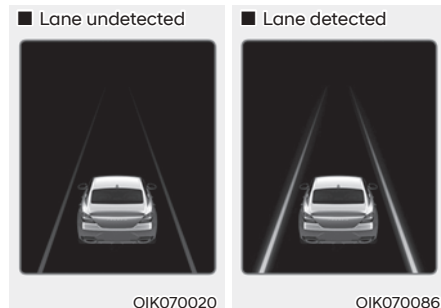 ■ Lane undetected
OIK070020
■ Lane detected
OIK070086